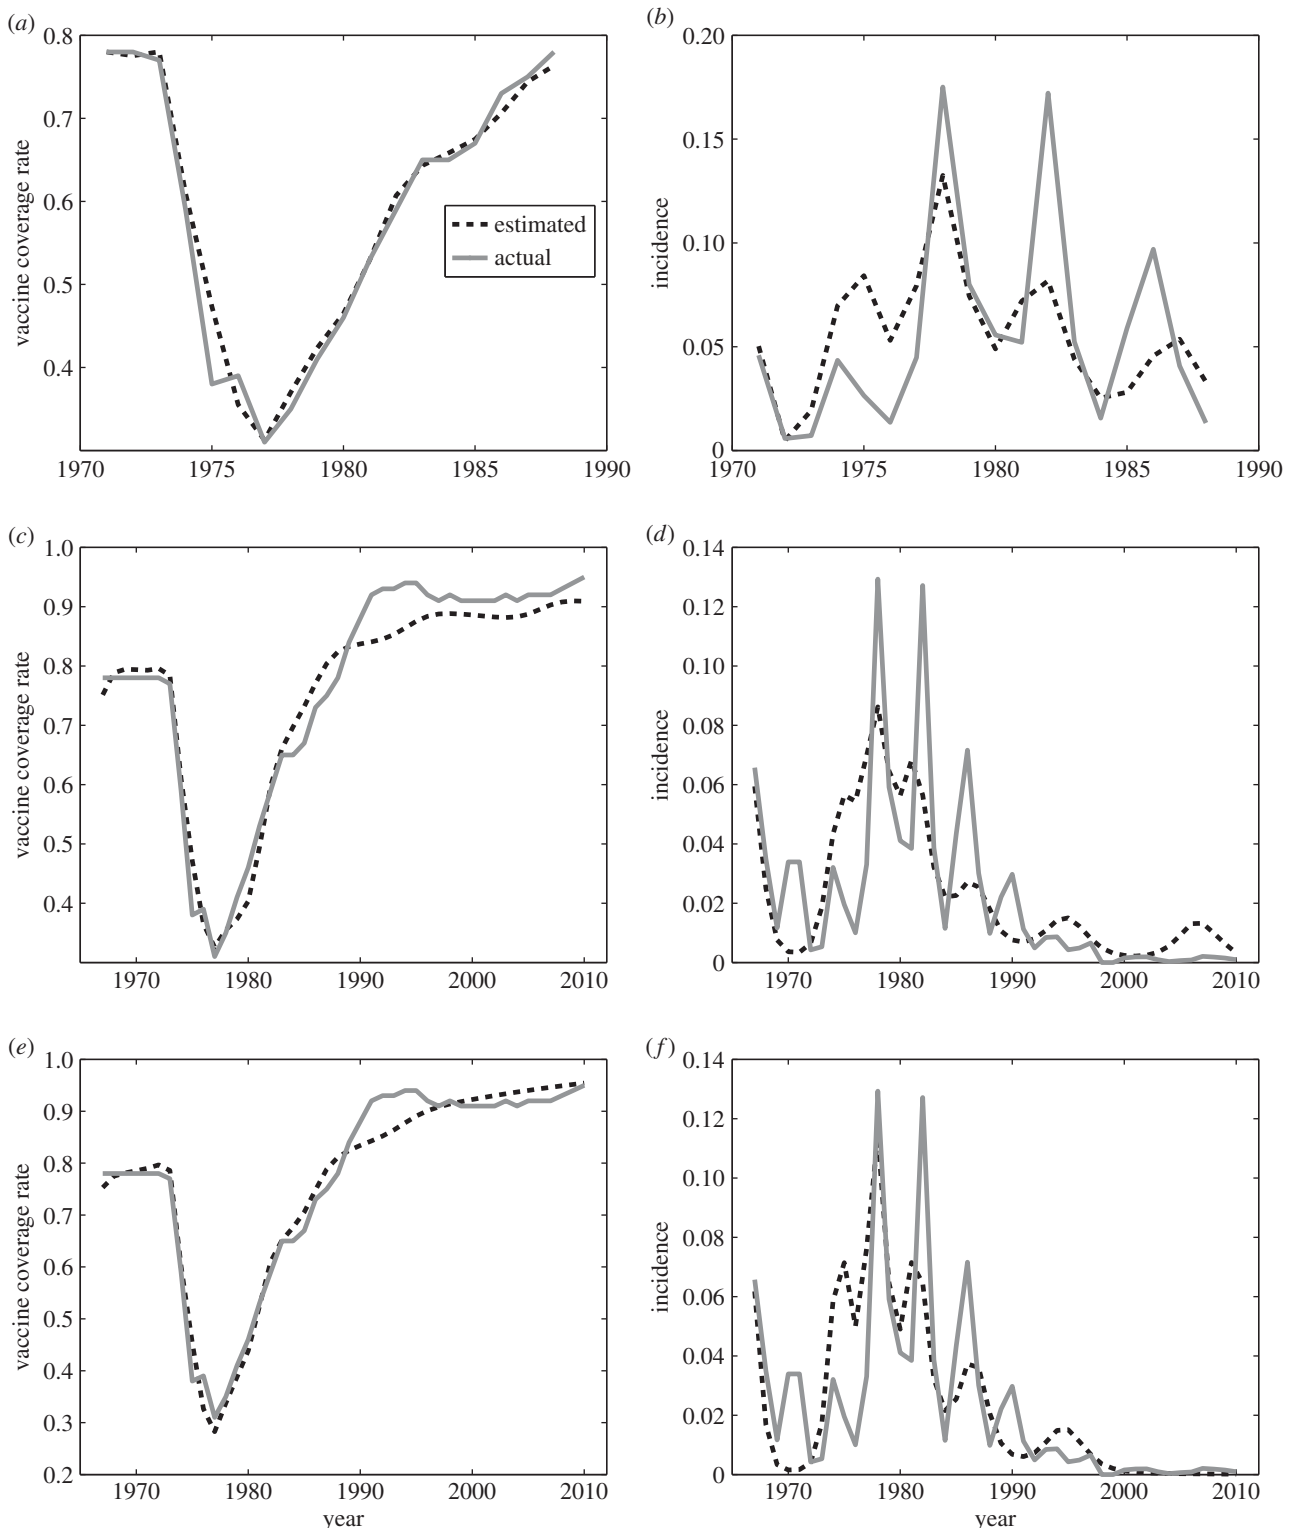 (a)
0.8
0.7
0.6
0.5
0.4
vaccine coverage rate
estimated
actual
1970 1975 1980 1985 1990
(b)
0.20
0.15
0.10
0.05
0
incidence
1970 1975 1980 1985 1990
(c)
1.0
0.9
0.8
0.7
0.6
0.5
0.4
vaccine coverage rate
1970 1980 1990 2000 2010
(d)
0.14
0.12
0.10
0.08
0.06
0.04
0.02
0
incidence
1970 1980 1990 2000 2010
(e)
1.0
0.9
0.8
0.7
0.6
0.5
0.4
0.3
0.2
vaccine coverage rate
1970 1980 1990 2000 2010
year
(f)
0.14
0.12
0.10
0.08
0.06
0.04
0.02
0
incidence
1970 1980 1990 2000 2010
year